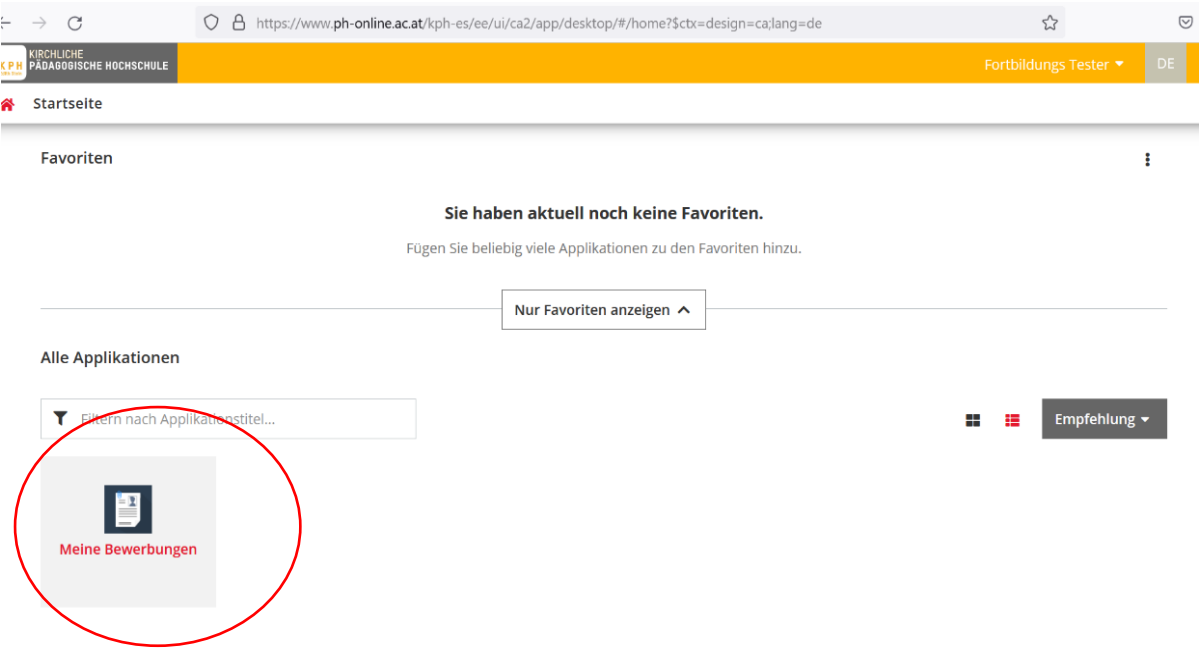 https://www.ph-online.ac.at/kph-es/ee/ui/ca2/app/desktop/#/home?$ctx=design=ca;lang=de
KPH
KIRCHLICHE
PÄDAGOGISCHE HOCHSCHULE
Fortbildungs Tester
DE
Startseite
Favoriten
Sie haben aktuell noch keine Favoriten.
Fügen Sie beliebig viele Applikationen zu den Favoriten hinzu.
Nur Favoriten anzeigen
Alle Applikationen
Filtern nach Applikationstitel...
Empfehlung
Meine Bewerbungen